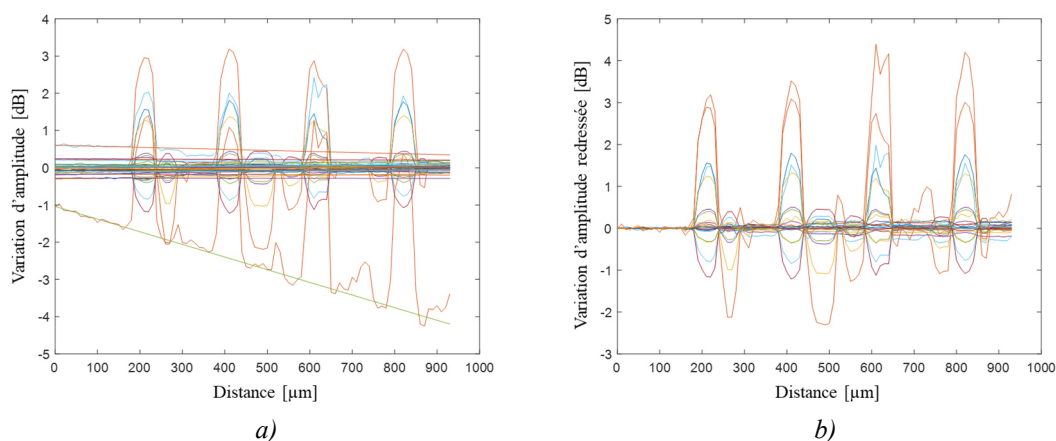 4
3
2
1
0
-1
-2
-3
-4
-5
0 100 200 300 400 500 600 700 800 900 1000
Variation d'amplitude [dB]
Distance [µm]
a)
5
4
3
2
1
0
-1
-2
-3
0 100 200 300 400 500 600 700 800 900 1000
Variation d'amplitude redressée [dB]
Distance [µm]
b)